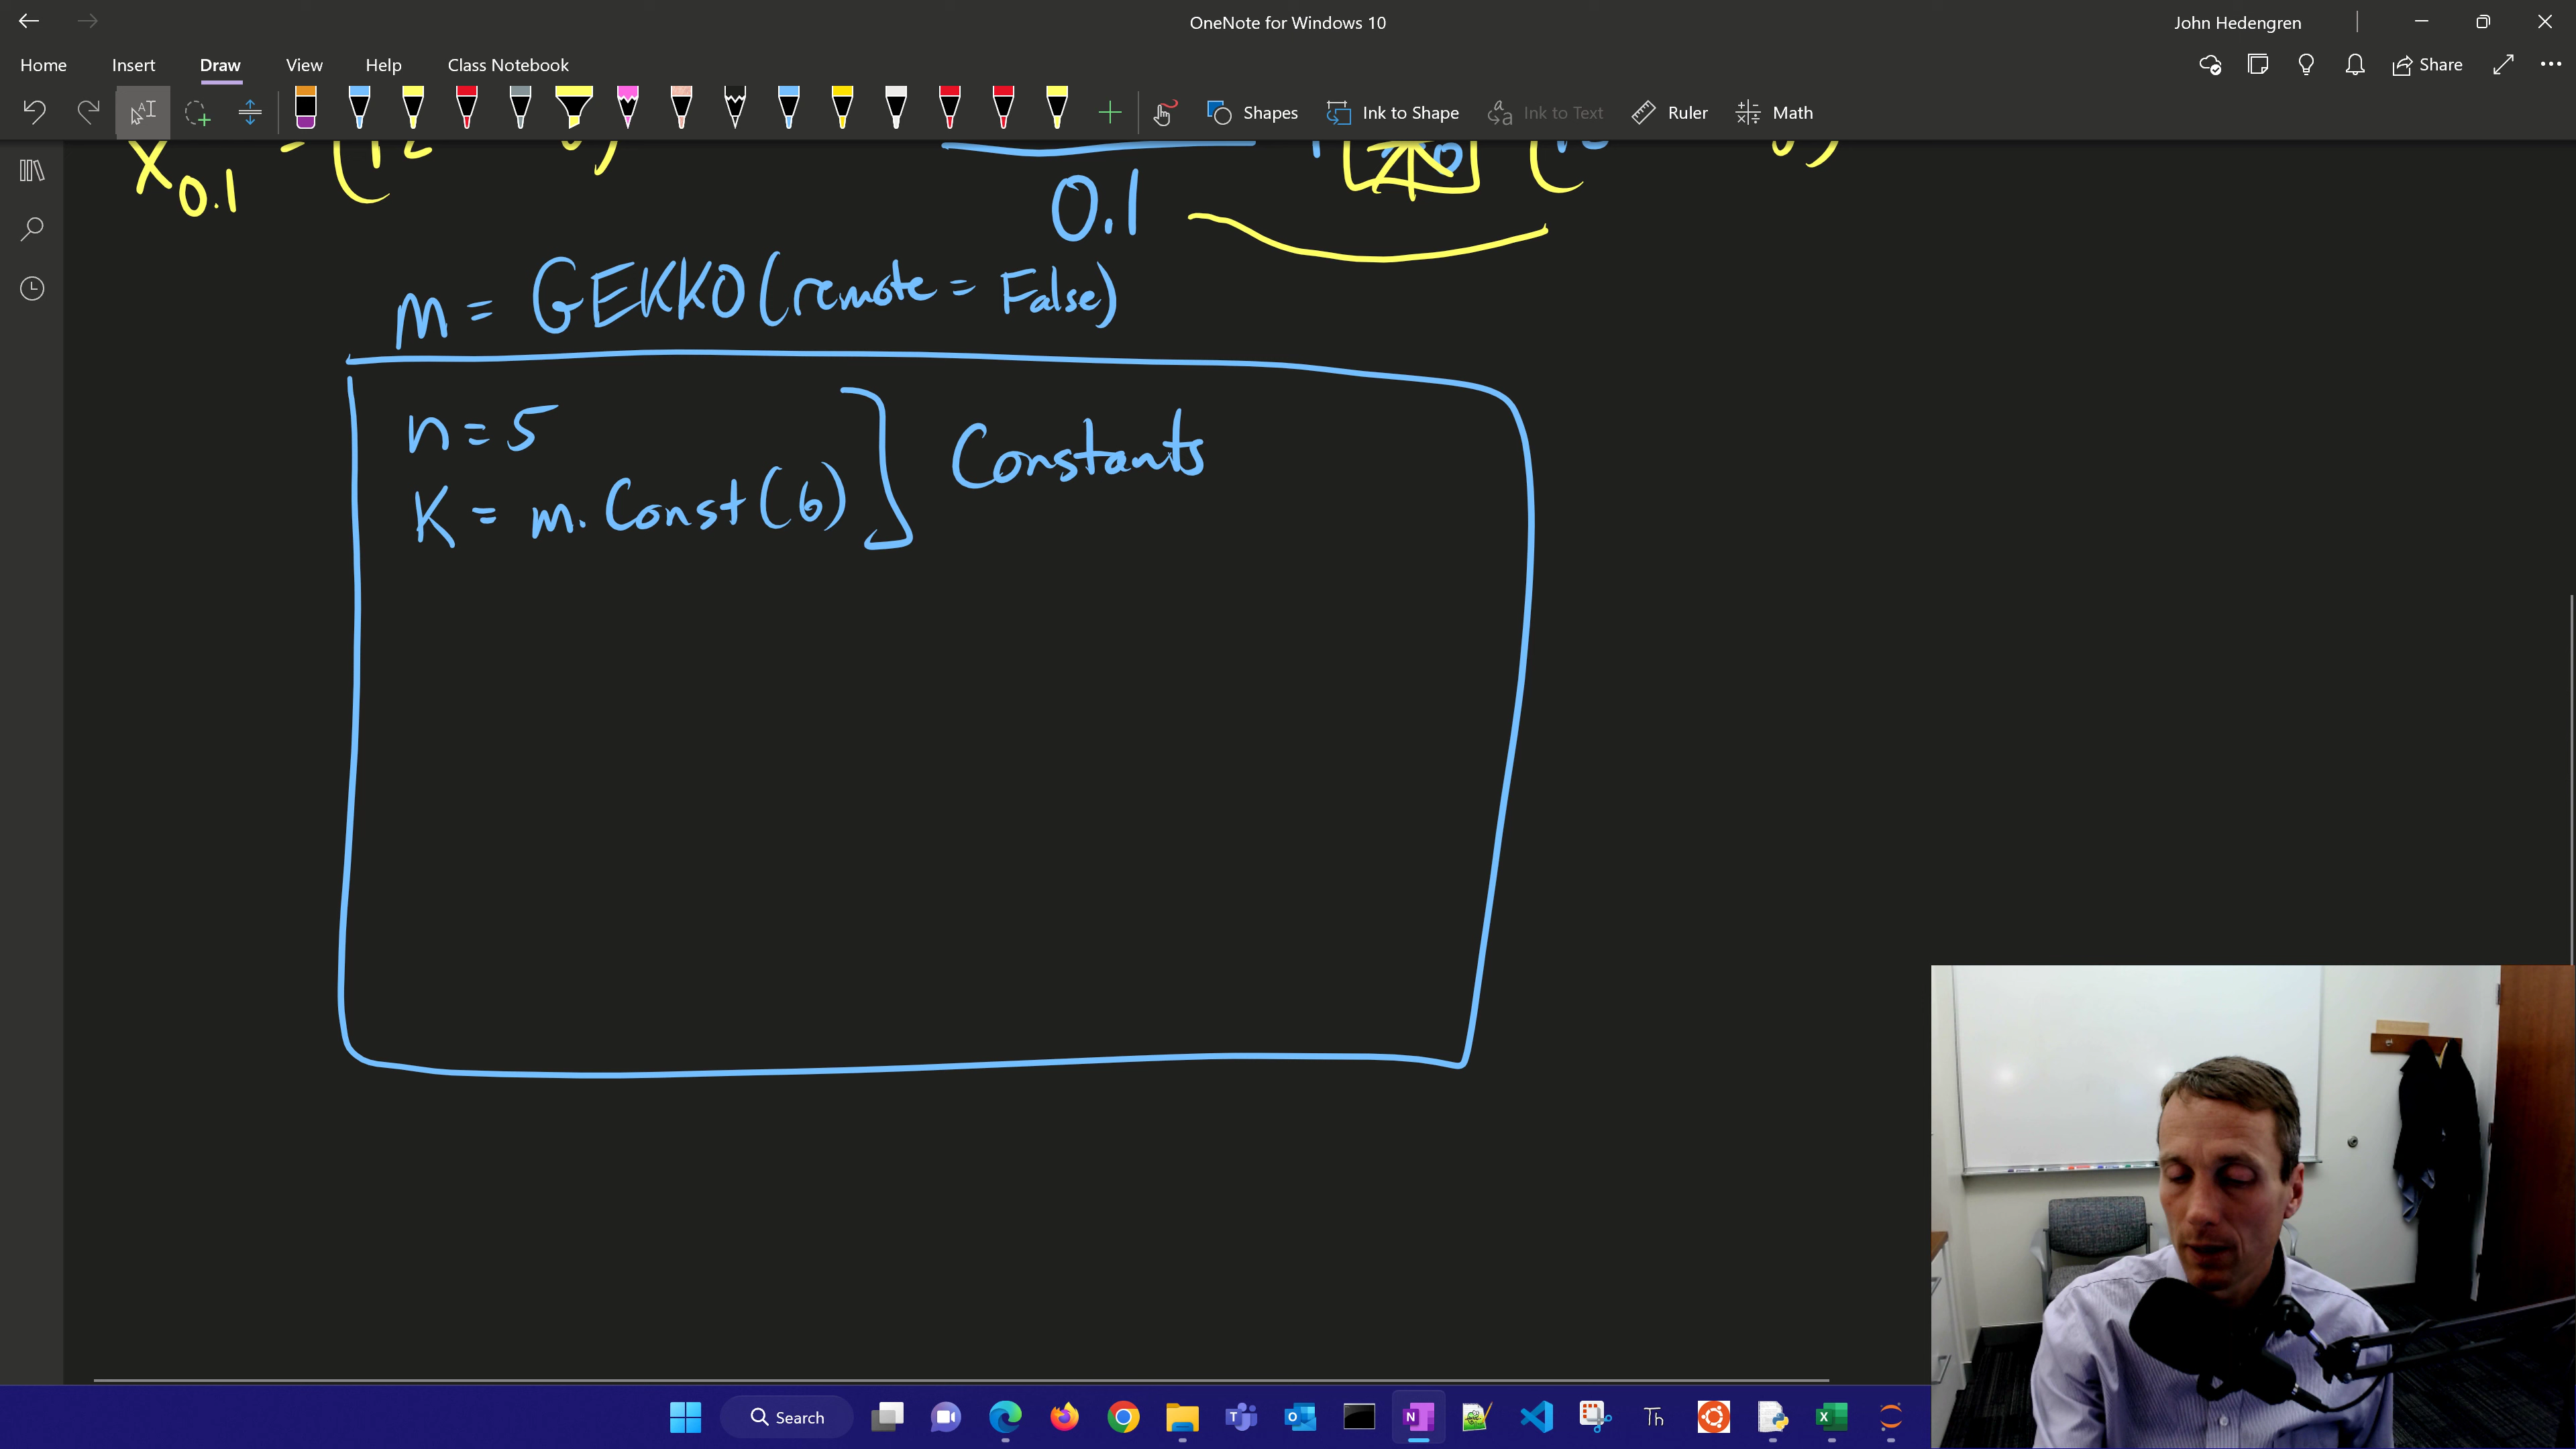 OneNote for Windows 10
John Hedengren
Home Insert Draw View Help Class Notebook
Share
Shapes Ink to Shape Ink to Text Ruler Math
x0.1 = (
0.1
m = GEKKO(remote = False)
n = 5
K = m. Const(6)
Constants
Search
Th